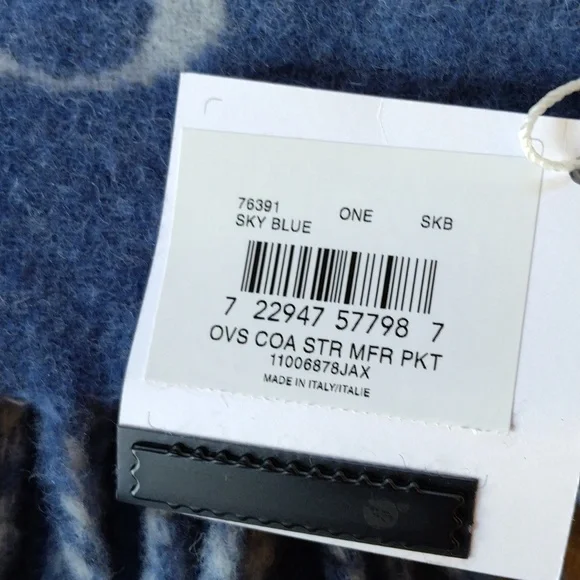 76391 ONE SKB
SKY BLUE
7 22947 57798 7
OVS COA STR MFR PKT
11006878JAX
MADE IN ITALY/ITALIE